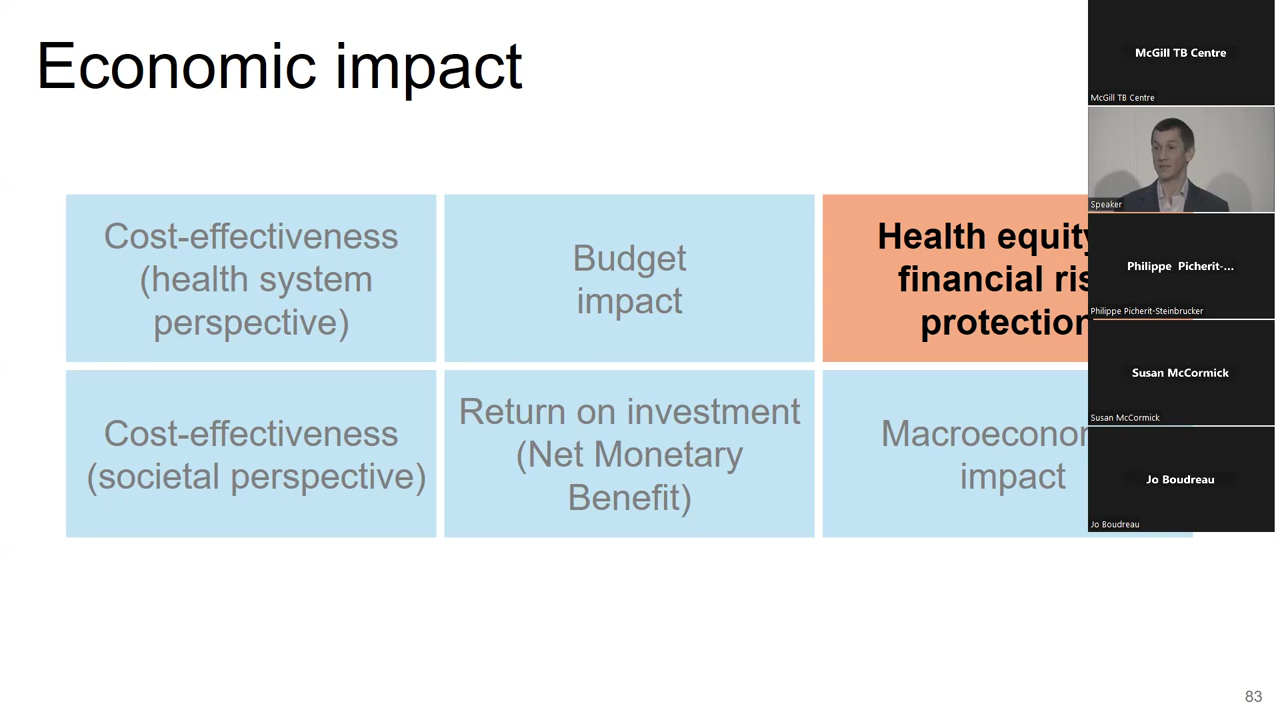 Economic impact
Cost-effectiveness
(health system
perspective)
Budget
impact
Health equity
financial ris
protection
Cost-effectiveness
(societal perspective)
Return on investment
(Net Monetary
Benefit)
Macroecono
impact
83
McGill TB Centre
McGill TB Centre
Speaker
Philippe Picherit-...
Philippe Picherit-Steinbrucker
Susan McCormick
Susan McCormick
Jo Boudreau
Jo Boudreau